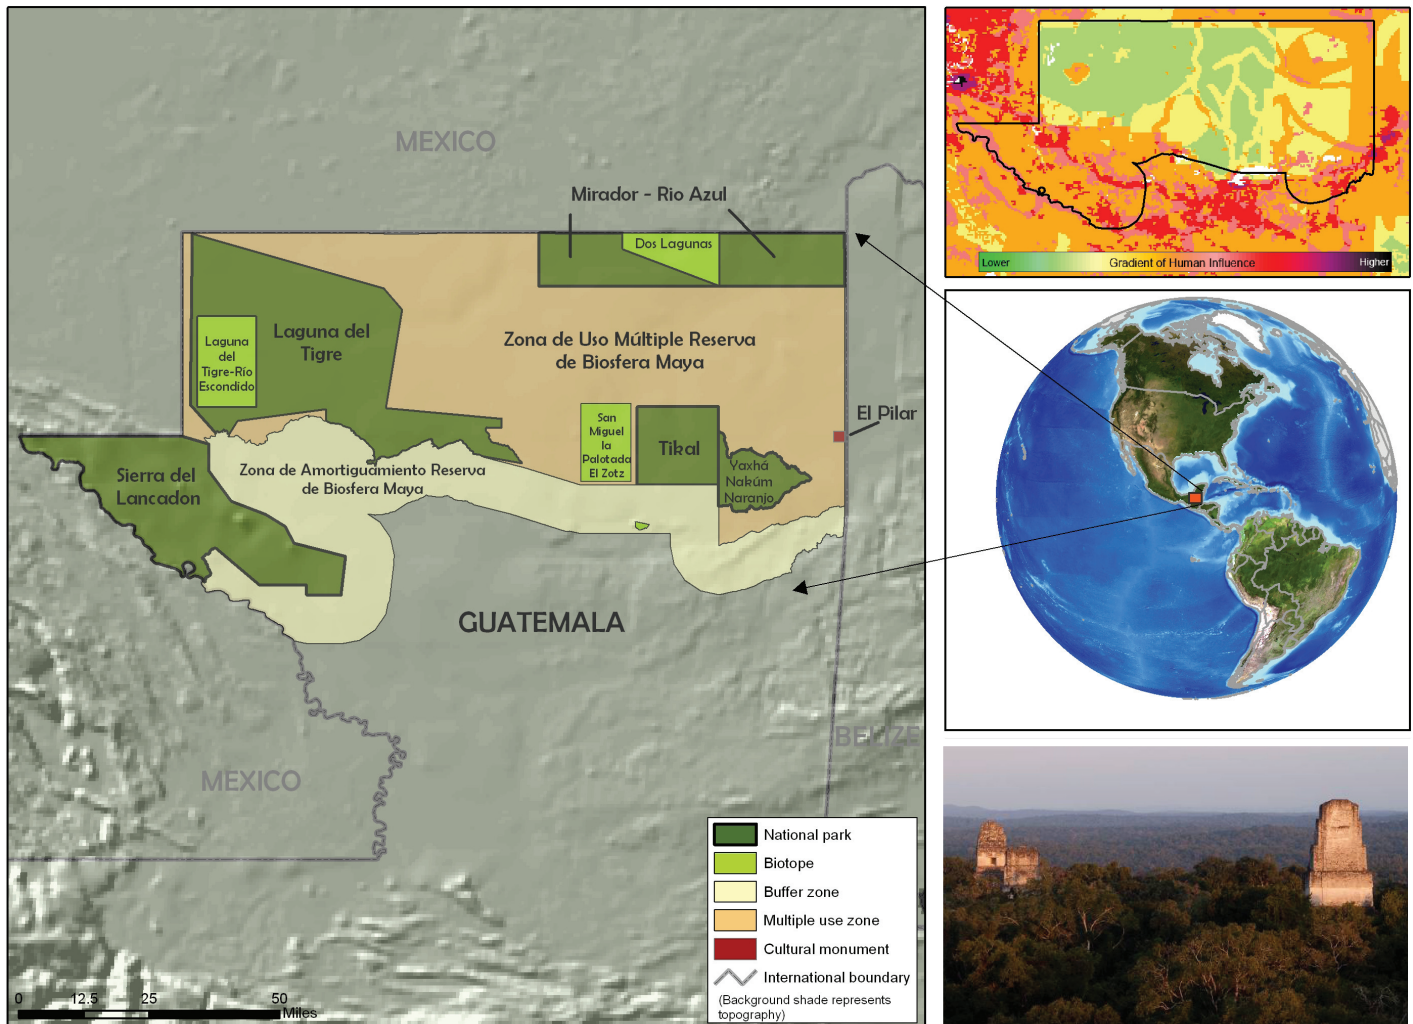 MEXICO
Mirador - Rio Azul
Dos Lagunas
Laguna del
Tigre
Laguna
del
Tigre-Río
Escondido
Zona de Uso Múltiple Reserva
de Biosfera Maya
San
Miguel
la
Palotada
El Zotz
Tikal
El Pilar
Yaxhá
Nakúm
Naranjo
Sierra del
Lancadon
Zona de Amortiguamiento Reserva
de Biosfera Maya
GUATEMALA
BELIZE
MEXICO
National park
Biotope
Buffer zone
Multiple use zone
Cultural monument
International boundary
(Background shade represents
topography)
0 12.5 25 50
Miles
Lower Gradient of Human Influence Higher